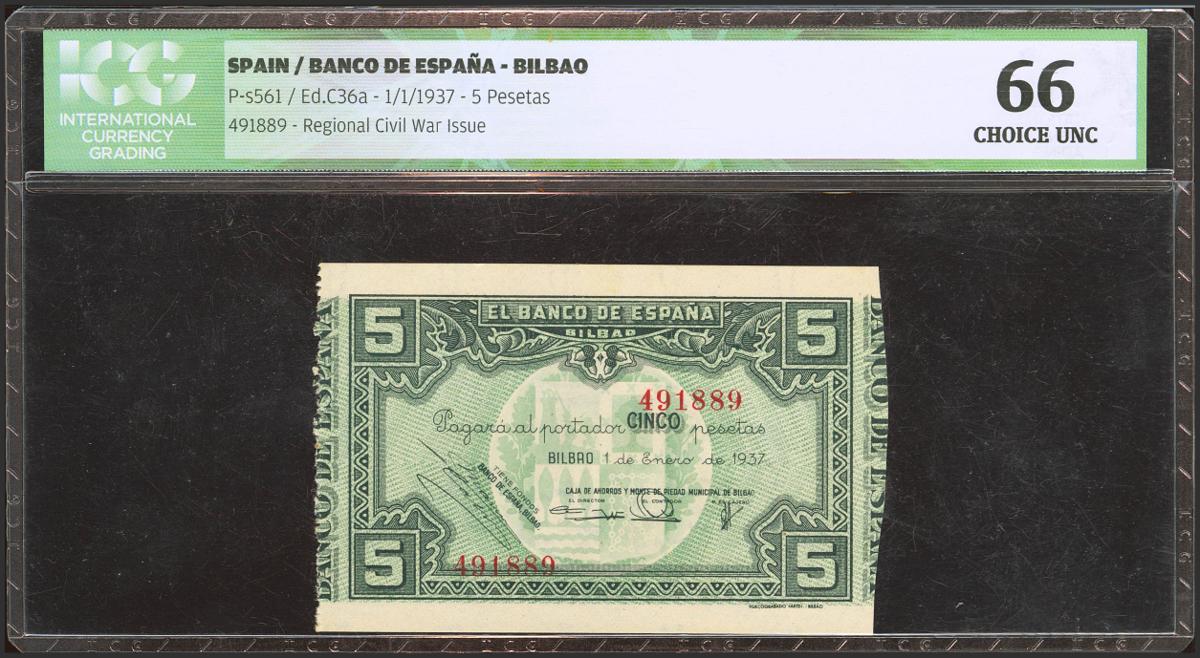 ICG
INTERNATIONAL
CURRENCY
GRADING
SPAIN / BANCO DE ESPAÑA - BILBAO
P-s561 / Ed.C36a - 1/1/1937 - 5 Pesetas
491889 - Regional Civil War Issue
66
CHOICE UNC
5 EL BANCO DE ESPAÑA 5
BILBAO
BANCO DE ESPAÑA
BANCO DE ESPAÑA
491889
Pagará al portador CINCO pesetas
BILBAO 1 de Enero de 1937
TIENE FONDOS
BANCO DE ESPAÑA, BILBAO.
CAJA DE AHORROS Y MONTE DE PIEDAD MUNICIPAL DE BILBAO
EL DIRECTOR EL CONTADOR P. EL CAJERO
491889
5 5